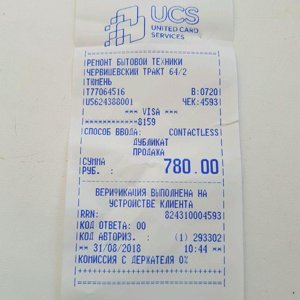 UCS
UNITED CARD
SERVICES
РЕМОНТ БЫТОВОЙ ТЕХНИКИ
ЧЕРВИШЕВСКИЙ ТРАКТ 64/2
ТЮМЕНЬ
T77064516 B:0720
U5624388001 ЧЕК:4593
*** VISA ***
************8159
СПОСОБ ВВОДА: CONTACTLESS
ДУБЛИКАТ
ПРОДАЖА
СУММА
РУБ. : 780.00
ВЕРИФИКАЦИЯ ВЫПОЛНЕНА НА
УСТРОЙСТВЕ КЛИЕНТА
RRN: 824310004593
КОД ОТВЕТА: 00
КОД АВТОРИЗ. : (1) 293302
** 31/08/2018 10:44 **
КОМИССИЯ С ДЕРЖАТЕЛЯ 0%